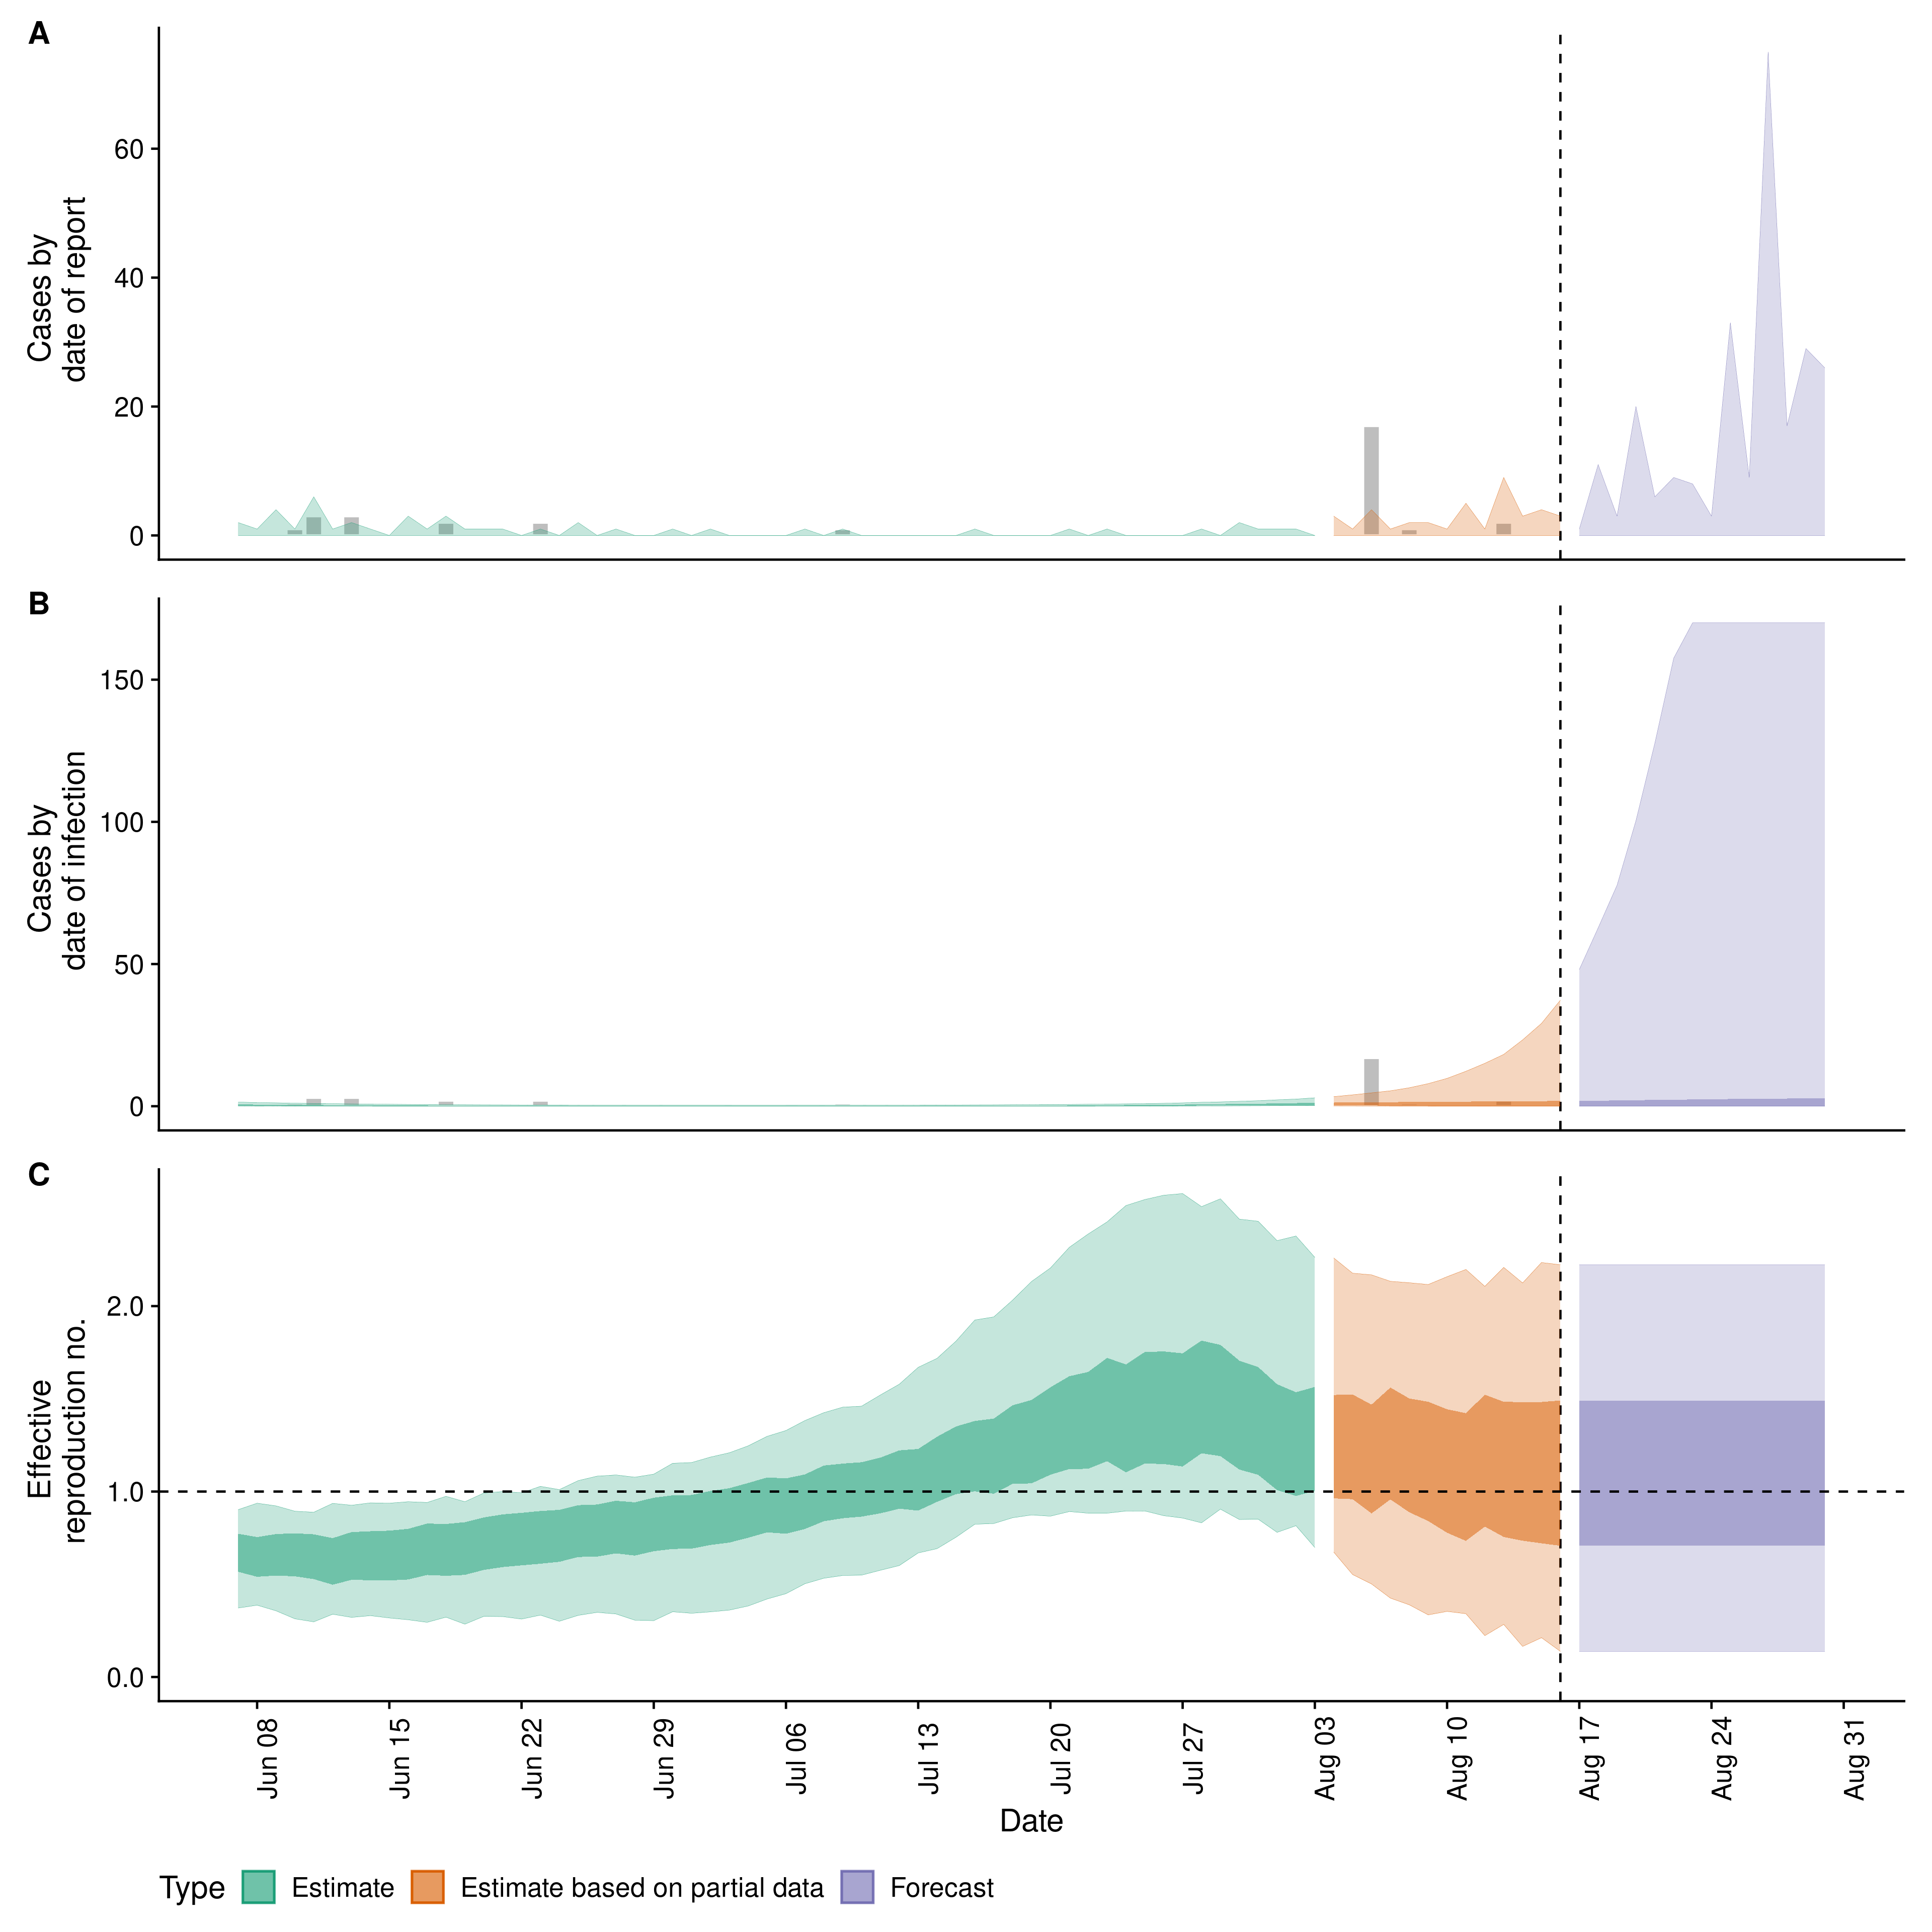 A
Cases by
date of report
60
40
20
0
B
Cases by
date of infection
150
100
50
0
C
Effective
reproduction no.
2.0
1.0
0.0
Jun 08
Jun 15
Jun 22
Jun 29
Jul 06
Jul 13
Jul 20
Jul 27
Aug 03
Aug 10
Aug 17
Aug 24
Aug 31
Date
Type Estimate Estimate based on partial data Forecast